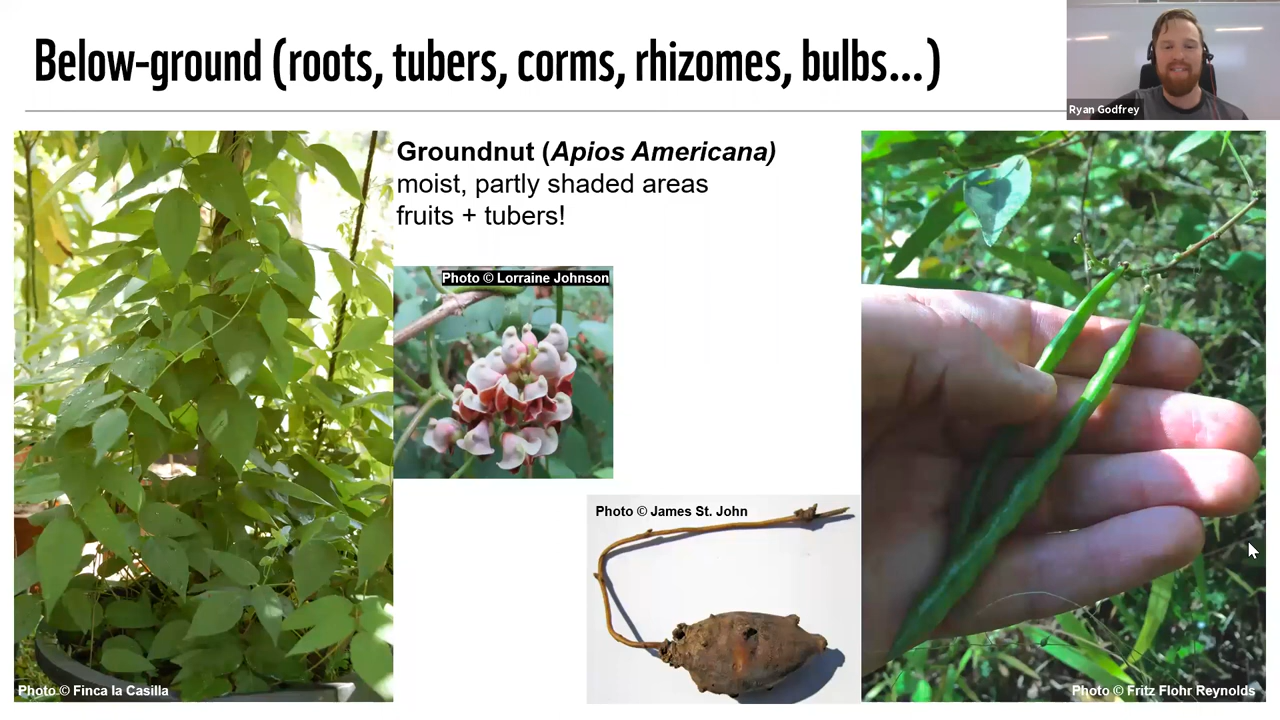 Below-ground (roots, tubers, corms, rhizomes, bulbs...)
Ryan Godfrey
Groundnut (Apios Americana)
moist, partly shaded areas
fruits + tubers!
Photo © Lorraine Johnson
Photo © James St. John
Photo © Finca la Casilla
Photo © Fritz Flohr Reynolds